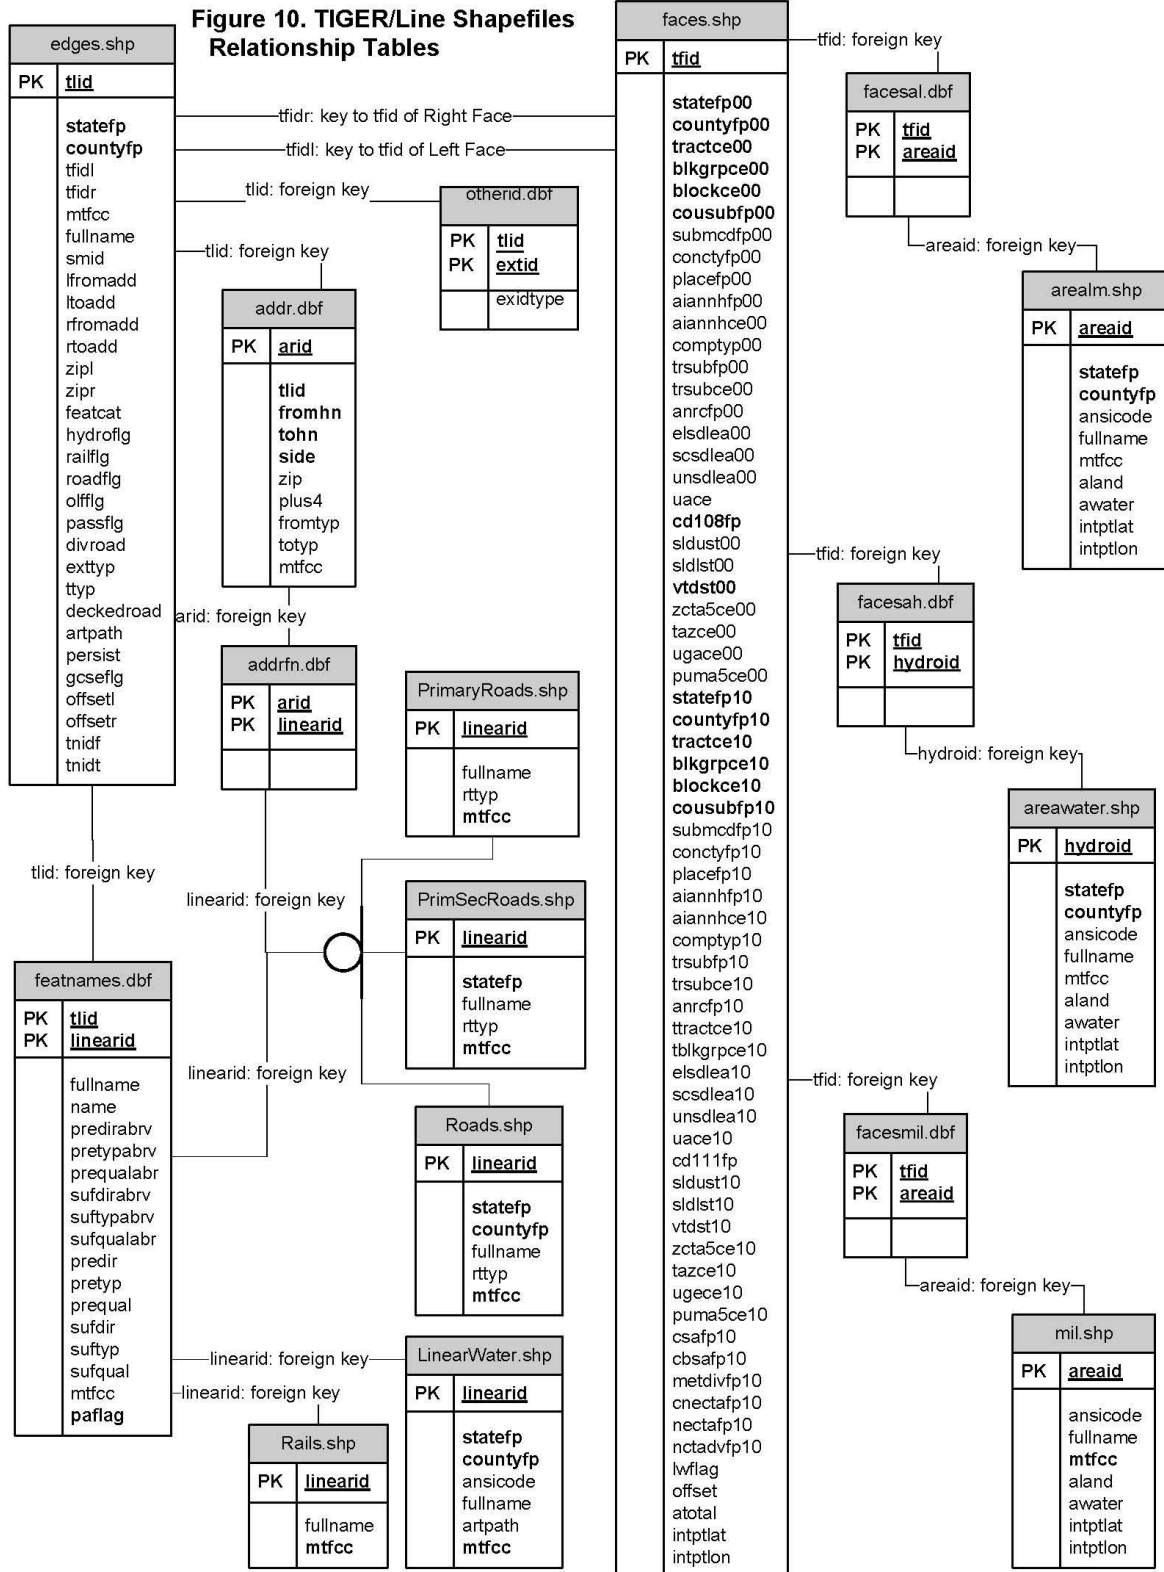 Figure 10. TIGER/Line Shapefiles
Relationship Tables
edges.shp
PK tlid
statefp
countyfp
tfidl
tfidr
mtfcc
fullname
smid
lfromadd
ltoadd
rfromadd
rtoadd
zipl
zipr
featcat
hydroflg
railflg
roadflg
olfflg
passflg
divroad
exttyp
ttyp
deckedroad
artpath
persist
gcseflg
offsetl
offsetr
tnidf
tnidt
tfidr: key to tfid of Right Face
tfidl: key to tfid of Left Face
tlid: foreign key
otherid.dbf
PK tlid
PK extid
exidtype
tlid: foreign key
addr.dbf
PK arid
tlid
fromhn
tohn
side
zip
plus4
fromtyp
totyp
mtfcc
arid: foreign key
addrfn.dbf
PK arid
PK linearid
linearid: foreign key
tlid: foreign key
featnames.dbf
PK tlid
PK linearid
fullname
name
predirabrv
pretypabrv
prequalabr
sufdirabrv
suftypabrv
sufqualabr
predir
pretyp
prequal
sufdir
suftyp
sufqual
mtfcc
paflag
linearid: foreign key
linearid: foreign key
linearid: foreign key
PrimaryRoads.shp
PK linearid
fullname
rttyp
mtfcc
PrimSecRoads.shp
PK linearid
statefp
fullname
rttyp
mtfcc
Roads.shp
PK linearid
statefp
countyfp
fullname
rttyp
mtfcc
LinearWater.shp
PK linearid
statefp
countyfp
ansicode
fullname
artpath
mtfcc
Rails.shp
PK linearid
fullname
mtfcc
faces.shp
PK tfid
statefp00
countyfp00
tractce00
blkgrpce00
blockce00
cousubfp00
submcdfp00
conctyfp00
placefp00
aiannhfp00
aiannhce00
comptyp00
trsubfp00
trsubce00
anrcfp00
elsdlea00
scsdlea00
unsdlea00
uace
cd108fp
sldust00
sldlst00
vtdst00
zcta5ce00
tazce00
ugace00
puma5ce00
statefp10
countyfp10
tractce10
blkgrpce10
blockce10
cousubfp10
submcdfp10
conctyfp10
placefp10
aiannhfp10
aiannhce10
comptyp10
trsubfp10
trsubce10
anrcfp10
ttractce10
tblkgrpce10
elsdlea10
scsdlea10
unsdlea10
uace10
cd111fp
sldust10
sldlst10
vtdst10
zcta5ce10
tazce10
ugece10
puma5ce10
csafp10
cbsafp10
metdivfp10
cnectafp10
nectafp10
nctadvfp10
lwflag
offset
atotal
intptlat
intptlon
tfid: foreign key
facesal.dbf
PK tfid
PK areaid
areaid: foreign key
arealm.shp
PK areaid
statefp
countyfp
ansicode
fullname
mtfcc
aland
awater
intptlat
intptlon
tfid: foreign key
facesah.dbf
PK tfid
PK hydroid
hydroid: foreign key
areawater.shp
PK hydroid
statefp
countyfp
ansicode
fullname
mtfcc
aland
awater
intptlat
intptlon
tfid: foreign key
facesmil.dbf
PK tfid
PK areaid
areaid: foreign key
mil.shp
PK areaid
ansicode
fullname
mtfcc
aland
awater
intptlat
intptlon